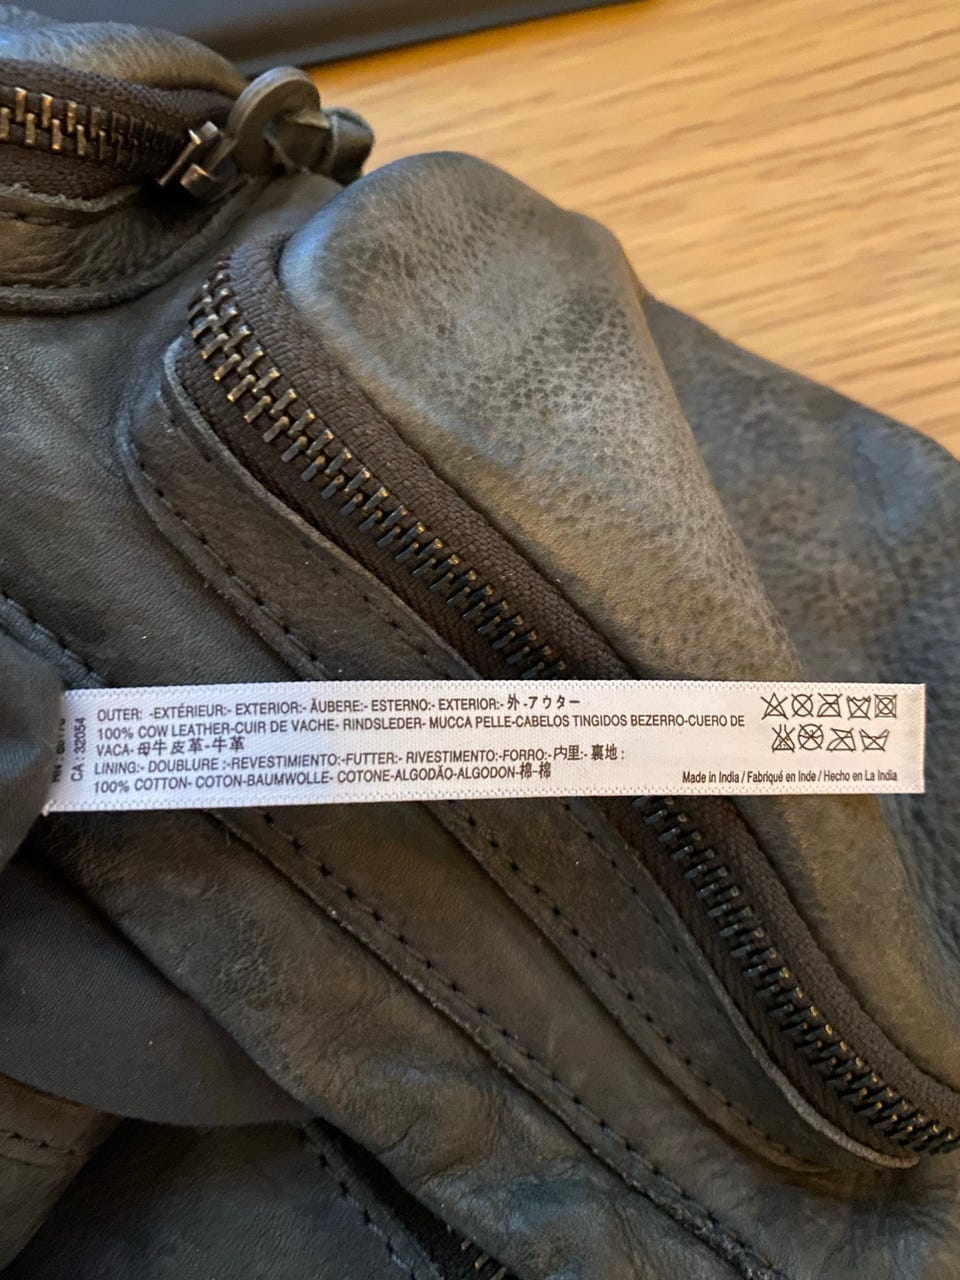 OUTER: -EXTÉRIEUR:- EXTERIOR:- ÄUBERE:- ESTERNO:- EXTERIOR:- 外 -アウター
100% COW LEATHER-CUIR DE VACHE- RINDSLEDER- MUCCA PELLE-CABELOS TINGIDOS BEZERRO-CUERO DE
VACA- 母牛 皮革 -牛革
LINING:- DOUBLURE :-REVESTIMENTO:-FUTTER:- RIVESTIMENTO:FORRO:-内里:- 裏地 :
100% COTTON- COTON-BAUMWOLLE- COTONE-ALGODÃO-ALGODON-棉-棉
Made in India / Fabriqué en Inde / Hecho en La India
CA : 32054